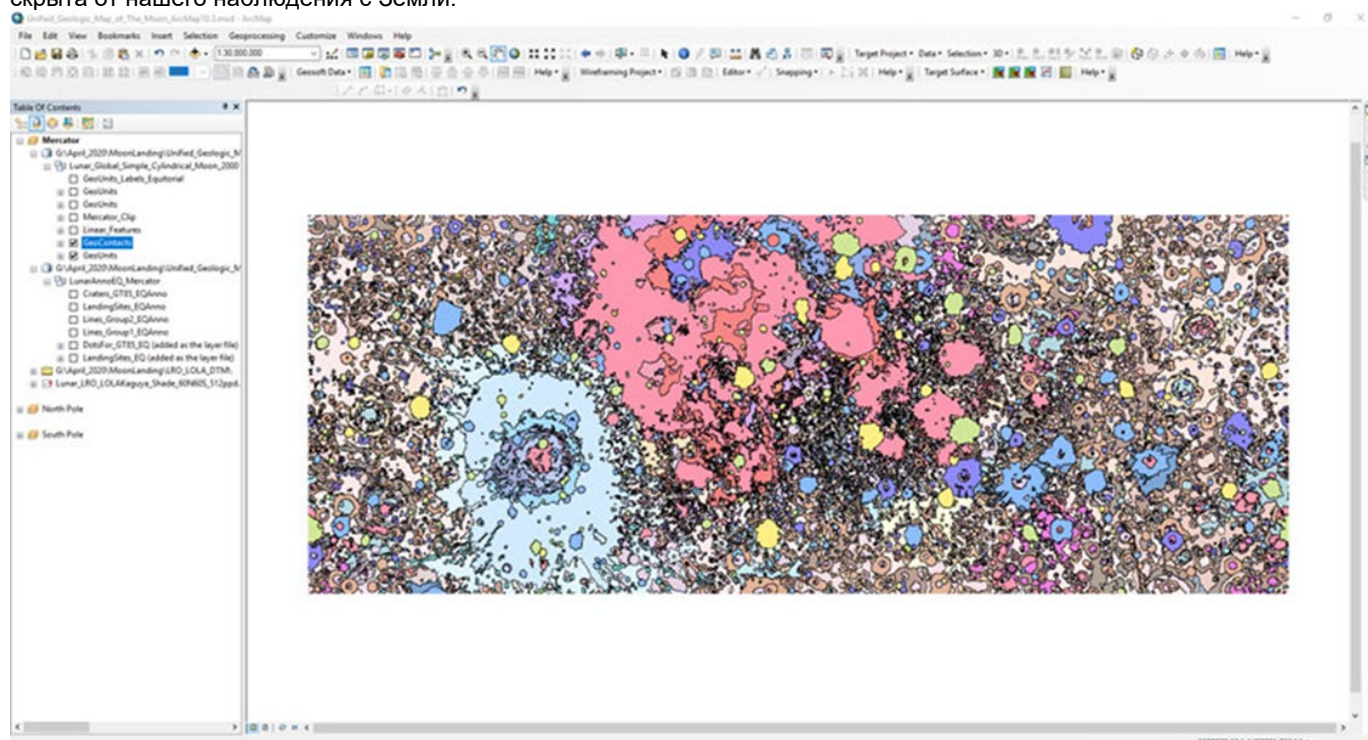 скрыта от нашего наблюдения с Земли.
Unified_Geologic_Map_of_The_Moon_ArcMap10.3.mxd - ArcMap
File Edit View Bookmarks Insert Selection Geoprocessing Customize Windows Help
1:30.000.000 Target Project Data Selection 3D Help
Geosoft Data Help Wireframing Project Editor Snapping Help Target Surface Help
Table Of Contents
Mercator
G:\April_2020\MoonLanding\Unified_Geologic_M
Lunar_Global_Simple_Cylindrical_Moon_2000
GeoUnits_Labels_Equitorial
GeoUnits
GeoUnits
Mercator_Clip
Linear_Features
GeoContacts
GeoUnits
G:\April_2020\MoonLanding\Unified_Geologic_M
LunarAnnoEQ_Mercator
Craters_GT85_EQAnno
LandingSites_EQAnno
Lines_Group2_EQAnno
Lines_Group1_EQAnno
DotsFor_GT85_EQ (added as the layer file)
LandingSites_EQ (added as the layer file)
G:\April_2020\MoonLanding\LRO_LOLA_DTM\
Lunar_LRO_LOLAKaguya_Shade_60N60S_512ppd.
North Pole
South Pole